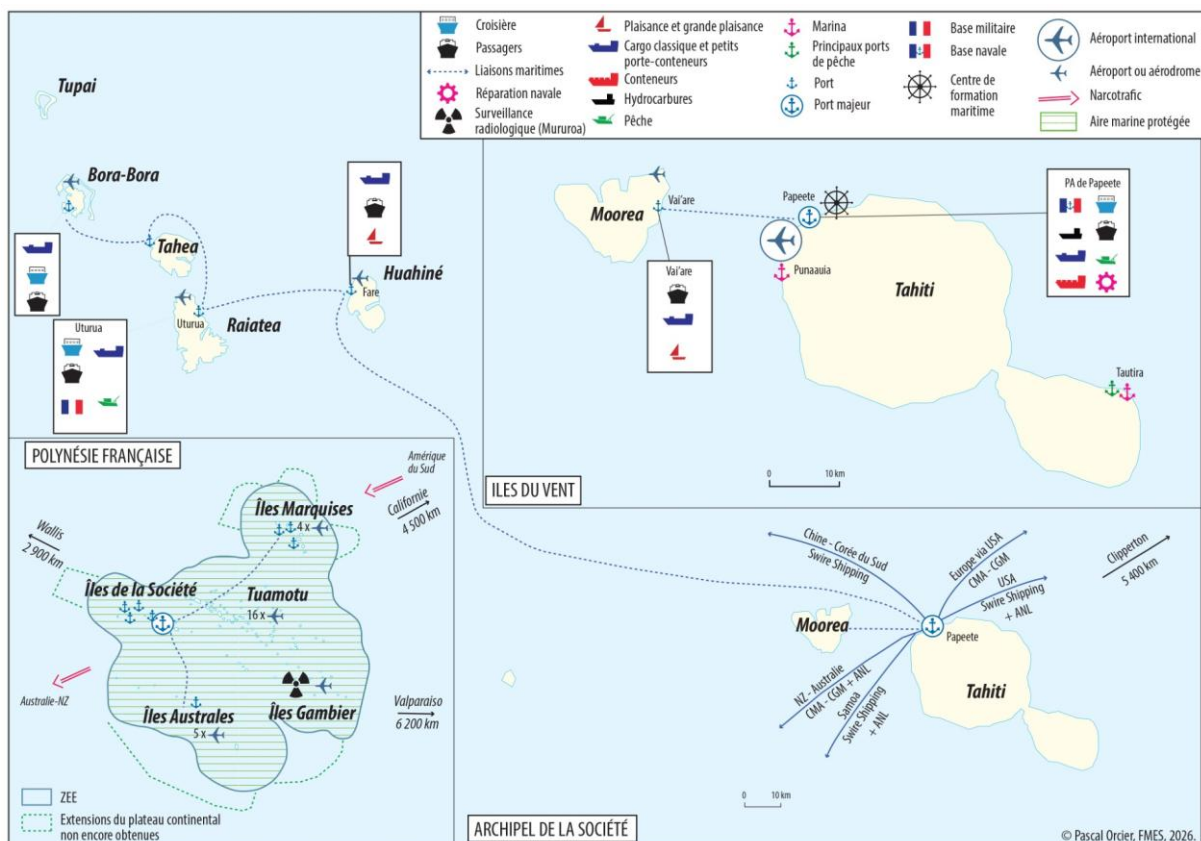 Croisière
Passagers
Liaisons maritimes
Réparation navale
Surveillance
radiologique (Mururoa)
Plaisance et grande plaisance
Cargo classique et petits
porte-conteneurs
Conteneurs
Hydrocarbures
Pêche
Marina
Principaux ports
de pêche
Port
Port majeur
Base militaire
Base navale
Centre de
formation
maritime
Aéroport international
Aéroport ou aérodrome
Narcotrafic
Aire marine protégée
Tupai
Bora-Bora
Tahea
Huahiné
Fare
Uturua
Raiatea
Uturua
Moorea
Vai'are
Papeete
Punaauia
Tahiti
Vai'are
PA de Papeete
Tautira
0 10 km
ILES DU VENT
POLYNÉSIE FRANÇAISE
Amérique
du Sud
Californie
4 500 km
Îles Marquises
4 x
Wallis
2 900 km
Îles de la Société
Tuamotu
16 x
Australie-NZ
Îles Australes
5 x
Îles Gambier
Valparaiso
6 200 km
ZEE
Extensions du plateau continental
non encore obtenues
Chine - Corée du Sud
Swire Shipping
Europe via USA
CMA - CGM
USA
Swire Shipping
+ ANL
Clipperton
5 400 km
Moorea
Papeete
Tahiti
NZ - Australie
CMA - CGM + ANL
Samoa
Swire Shipping
+ ANL
0 10 km
ARCHIPEL DE LA SOCIÉTÉ
© Pascal Orcier, FMES, 2026.